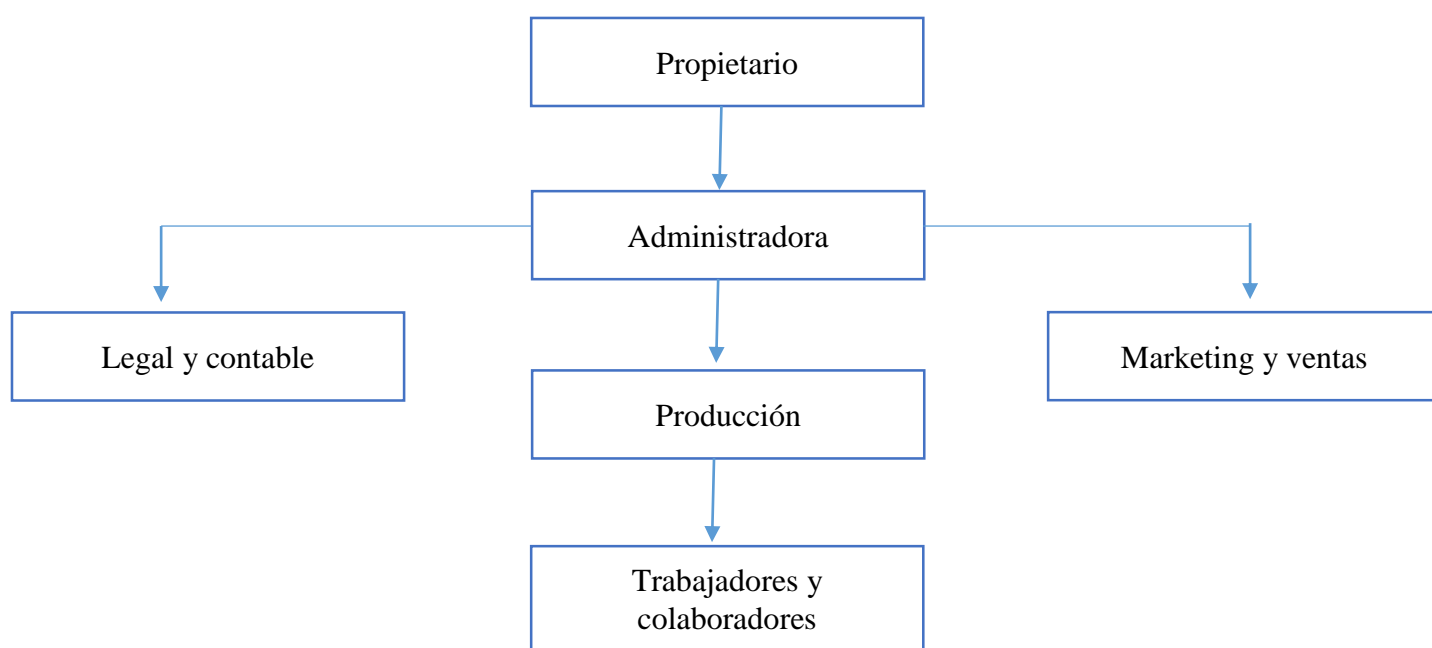 Propietario
Administradora
Legal y contable
Marketing y ventas
Producción
Trabajadores y
colaboradores